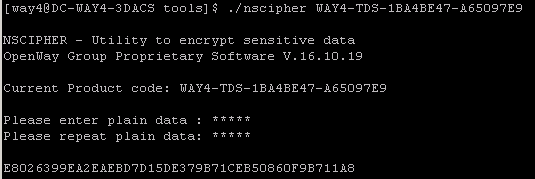 [way4@DC-WAY4-3DACS tools]$ ./nscipher WAY4-TDS-1BA4BE47-A65097E9
NSCIPHER - Utility to encrypt sensitive data
OpenWay Group Proprietary Software V.16.10.19
Current Product code: WAY4-TDS-1BA4BE47-A65097E9
Please enter plain data : *****
Please repeat plain data: *****
E8026399EA2EAEBD7D15DE379B71CEB50860F9B711A8